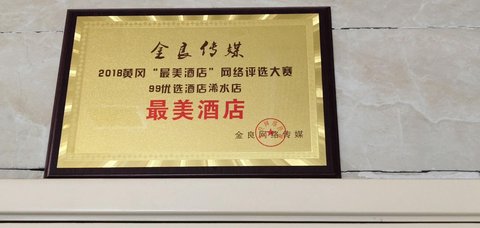 金良传媒
2018黄冈“最美酒店”网络评选大赛
99优选酒店浠水店
最美酒店
金良网络传媒